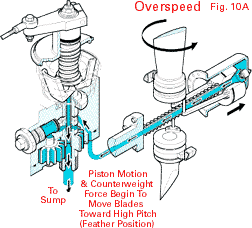 Overspeed Fig. 10A
To
Sump
Piston Motion
& Counterweight
Force Begin To
Move Blades
Toward High Pitch
(Feather Position)